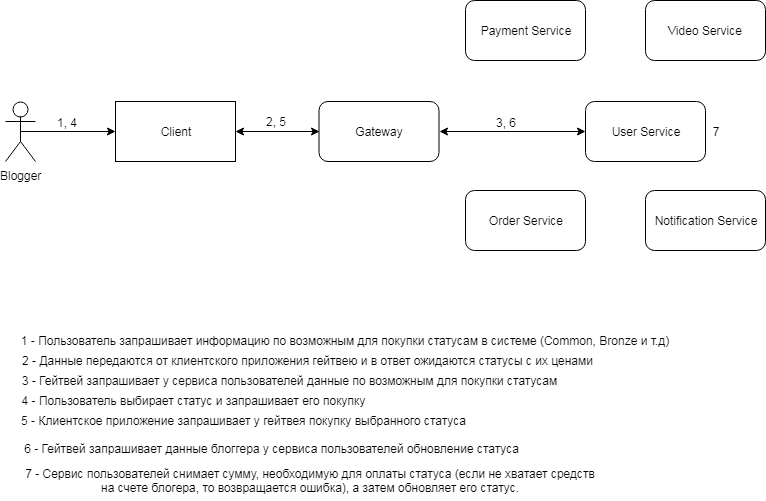 Payment Service
Video Service
1, 4
Client
2, 5
Gateway
3, 6
User Service
7
Blogger
Order Service
Notification Service
1 - Пользователь запрашивает информацию по возможным для покупки статусам в системе (Common, Bronze и т.д)
2 - Данные передаются от клиентского приложения гейтвею и в ответ ожидаются статусы с их ценами
3 - Гейтвей запрашивает у сервиса пользователей данные по возможным для покупки статусам
4 - Пользователь выбирает статус и запрашивает его покупку
5 - Клиентское приложение запрашивает у гейтвея покупку выбранного статуса
6 - Гейтвей запрашивает данные блоггера у сервиса пользователей обновление статуса
7 - Сервис пользователей снимает сумму, необходимую для оплаты статуса (если не хватает средств
на счете блогера, то возвращается ошибка), а затем обновляет его статус.